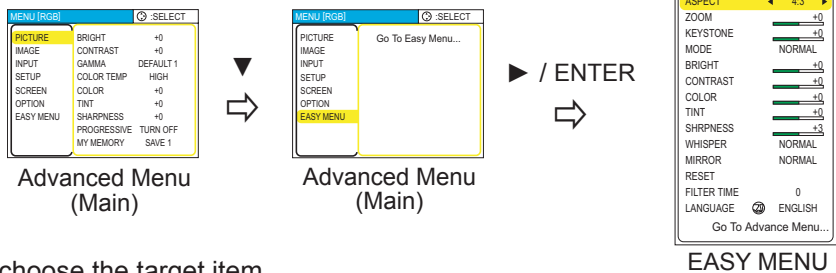 MENU [RGB] :SELECT
PICTURE BRIGHT +0
IMAGE CONTRAST +0
INPUT GAMMA DEFAULT 1
SETUP COLOR TEMP HIGH
SCREEN COLOR +0
OPTION TINT +0
EASY MENU SHARPNESS +0
PROGRESSIVE TURN OFF
MY MEMORY SAVE 1
Advanced Menu
(Main)
▼
MENU [RGB] :SELECT
PICTURE Go To Easy Menu...
IMAGE
INPUT
SETUP
SCREEN
OPTION
EASY MENU
Advanced Menu
(Main)
► / ENTER
ASPECT 4:3
ZOOM +0
KEYSTONE +0
MODE NORMAL
BRIGHT +0
CONTRAST +0
COLOR +0
TINT +0
SHRPNESS +3
WHISPER NORMAL
MIRROR NORMAL
RESET
FILTER TIME 0
LANGUAGE ENGLISH
Go To Advance Menu...
EASY MENU
choose the target item